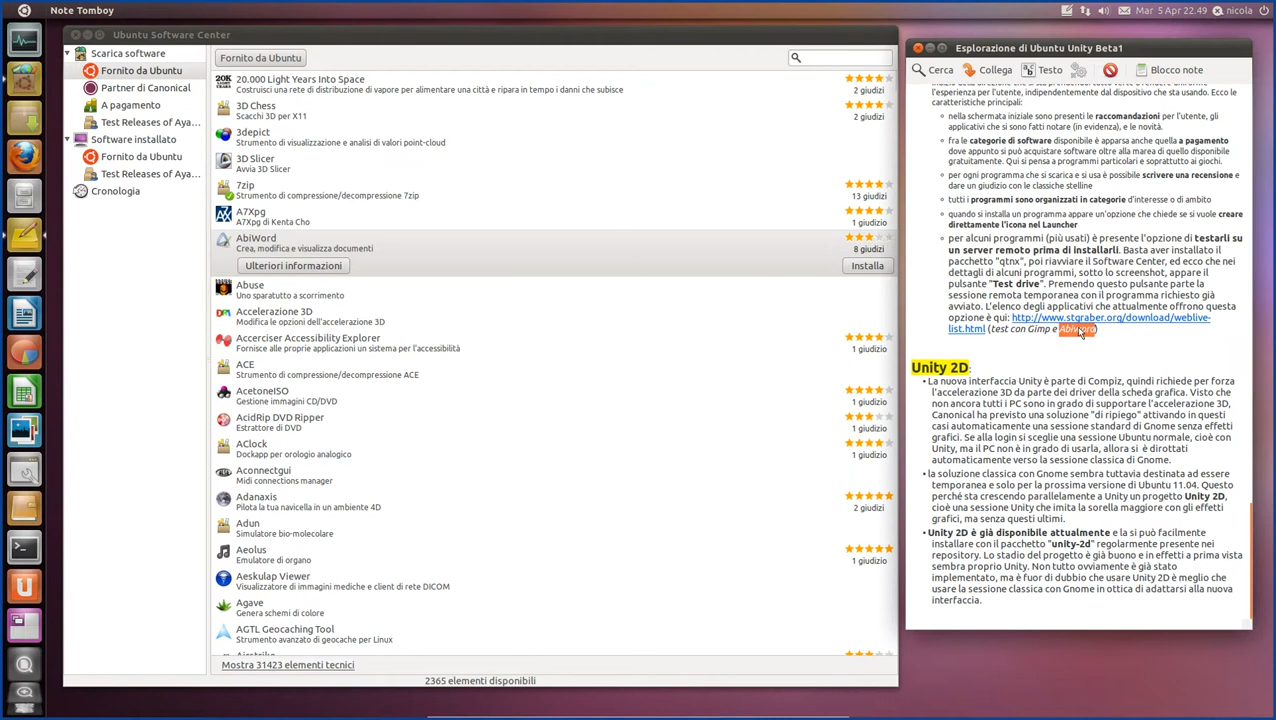 Note Tomboy
Mar 5 Apr 22.49
nicola
Ubuntu Software Center
Scarica software
Fornito da Ubuntu
Partner di Canonical
A pagamento
Test Releases of Aya...
Software installato
Fornito da Ubuntu
Test Releases of Aya...
Cronologia
Fornito da Ubuntu
20.000 Light Years Into Space
Costruisci una rete di distribuzione di vapore per alimentare una città e ripara in tempo i danni che subisce
2 giudizi
3D Chess
Scacchi 3D per X11
2 giudizi
3depict
Strumento di visualizzazione e analisi di valori point-cloud
3D Slicer
Avvia 3D Slicer
7zip
Strumento di compressione/decompressione 7zip
13 giudizi
A7Xpg
A7Xpg di Kenta Cho
1 giudizio
AbiWord
Crea, modifica e visualizza documenti
8 giudizi
Ulteriori informazioni
Installa
Abuse
Uno sparatutto a scorrimento
Accelerazione 3D
Modifica le opzioni dell'accelerazione 3D
Accerciser Accessibility Explorer
Fornisce alle proprie applicazioni un sistema per l'accessibilità
1 giudizio
ACE
Strumento di compressione/decompressione ACE
AcetoneISO
Gestione immagini CD/DVD
1 giudizio
AcidRip DVD Ripper
Estrattore di DVD
1 giudizio
AClock
Dockapp per orologio analogico
1 giudizio
Aconnectgui
Midi connections manager
Adanaxis
Pilota la tua navicella in un ambiente 4D
2 giudizi
Adun
Simulatore bio-molecolare
Aeolus
Emulatore di organo
1 giudizio
Aeskulap Viewer
Visualizzatore di immagini mediche e client di rete DICOM
Agave
Genera schemi di colore
AGTL Geocaching Tool
Strumento avanzato di geocache per Linux
Airstrike
Mostra 31423 elementi tecnici
2365 elementi disponibili
Esplorazione di Ubuntu Unity Beta1
Cerca
Collega
Testo
Blocco note
l'esperienza per l'utente, indipendentemente dal dispositivo che sta usando. Ecco le
caratteristiche principali:
nella schermata iniziale sono presenti le raccomandazioni per l'utente, gli
applicativi che si sono fatti notare (in evidenza), e le novità.
fra le categorie di software disponibile è apparsa anche quella a pagamento
dove appunto si può acquistare software oltre alla marea di quello disponibile
gratuitamente. Qui si pensa a programmi particolari e soprattutto ai giochi.
per ogni programma che si scarica e si usa è possibile scrivere una recensione e
dare un giudizio con le classiche stelline
tutti i programmi sono organizzati in categorie d'interesse o di ambito
quando si installa un programma appare un'opzione che chiede se si vuole creare
direttamente l'icona nel Launcher
per alcuni programmi (più usati) è presente l'opzione di testarli su
un server remoto prima di installarli. Basta aver installato il
pacchetto "qtnx", poi riavviare il Software Center, ed ecco che nei
dettagli di alcuni programmi, sotto lo screenshot, appare il
pulsante "Test drive". Premendo questo pulsante parte la
sessione remota temporanea con il programma richiesto già
avviato. L'elenco degli applicativi che attualmente offrono questa
opzione è qui: http://www.stgraber.org/download/weblive-
list.html (test con Gimp e Abiword)
Unity 2D:
La nuova interfaccia Unity è parte di Compiz, quindi richiede per forza
l'accelerazione 3D da parte dei driver della scheda grafica. Visto che
non ancora tutti i PC sono in grado di supportare l'accelerazione 3D,
Canonical ha previsto una soluzione "di ripiego" attivando in questi
casi automaticamente una sessione standard di Gnome senza effetti
grafici. Se alla login si sceglie una sessione Ubuntu normale, cioè con
Unity, ma il PC non è in grado di usarla, allora si è dirottati
automaticamente verso la sessione classica di Gnome.
la soluzione classica con Gnome sembra tuttavia destinata ad essere
temporanea e solo per la prossima versione di Ubuntu 11.04. Questo
perché sta crescendo parallelamente a Unity un progetto Unity 2D,
cioè una sessione Unity che imita la sorella maggiore con gli effetti
grafici, ma senza questi ultimi.
Unity 2D è già disponibile attualmente e la si può facilmente
installare con il pacchetto "unity-2d" regolarmente presente nei
repository. Lo stadio del progetto è già buono e in effetti a prima vista
sembra proprio Unity. Non tutto ovviamente è già stato
implementato, ma è fuor di dubbio che usare Unity 2D è meglio che
usare la sessione classica con Gnome in ottica di adattarsi alla nuova
interfaccia.